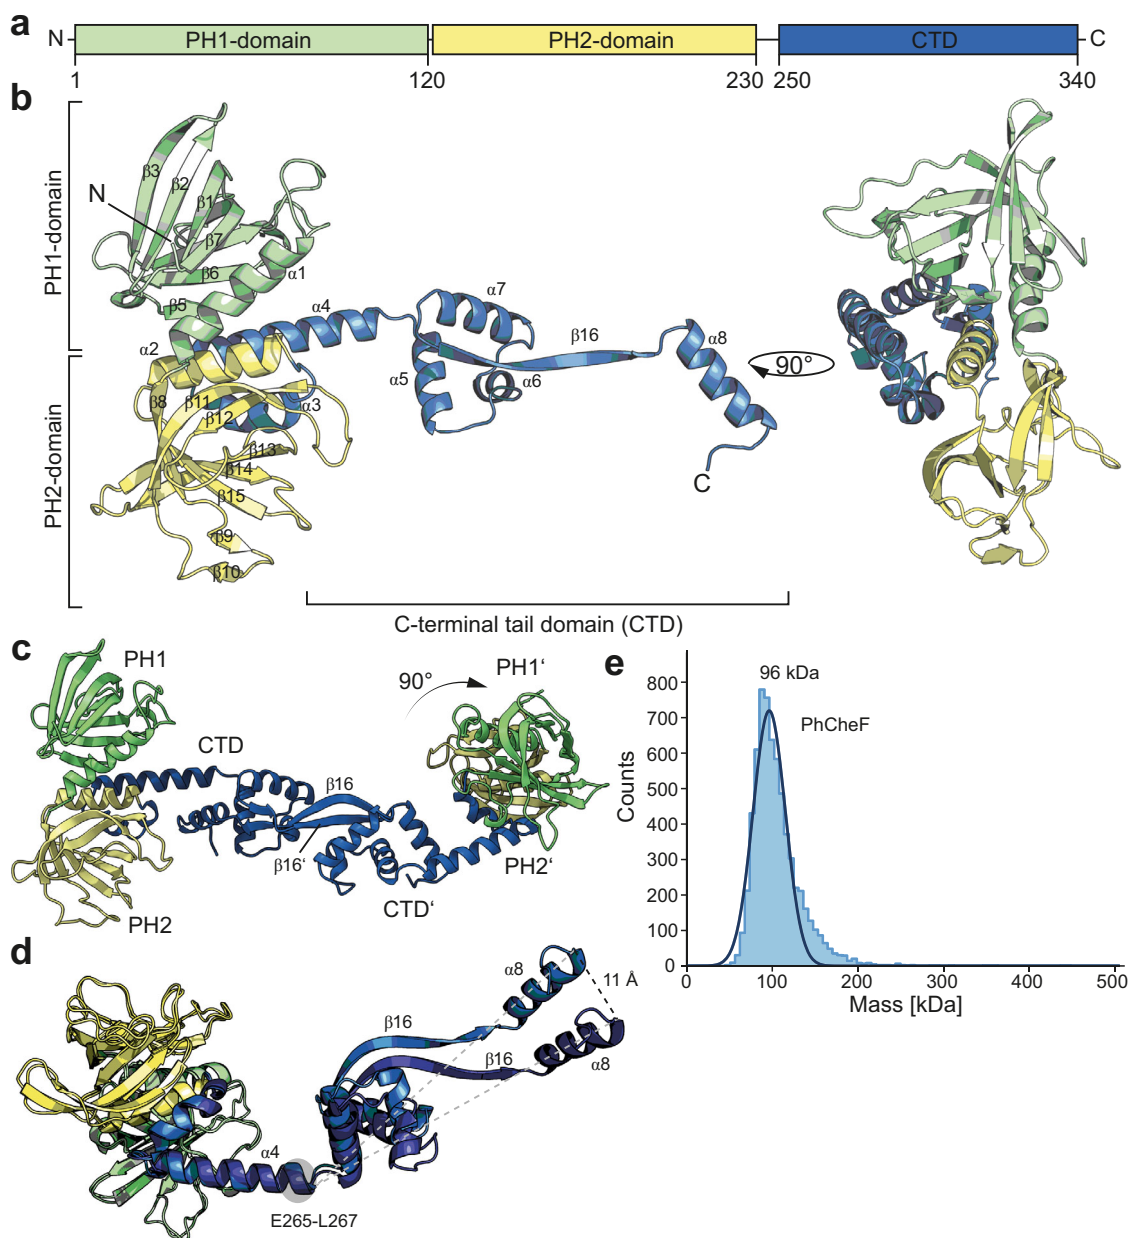 a
N PH1-domain PH2-domain CTD C
1 120 230 250 340
b
PH1-domain
PH2-domain
N
β3
β2
β1
β7
β6
β5
α1
α2
α4
α3
β8
β11
β12
β13
β14
β15
β9
β10
α7
α5
α6
β16
α8
C
90°
C-terminal tail domain (CTD)
c
PH1
CTD
PH2
β16
β16‘
90°
PH1‘
PH2‘
CTD‘
d
α4
E265-L267
β16
β16
α8
α8
11 Å
e
96 kDa
PhCheF
Counts
800
700
600
500
400
300
200
100
0
0 100 200 300 400 500
Mass [kDa]